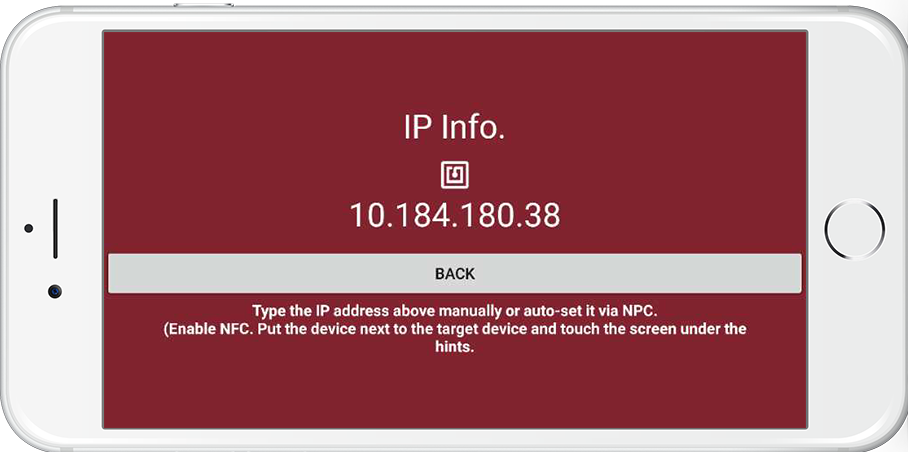 IP Info.
10.184.180.38
BACK
Type the IP address above manually or auto-set it via NPC.
(Enable NFC. Put the device next to the target device and touch the screen under the
hints.